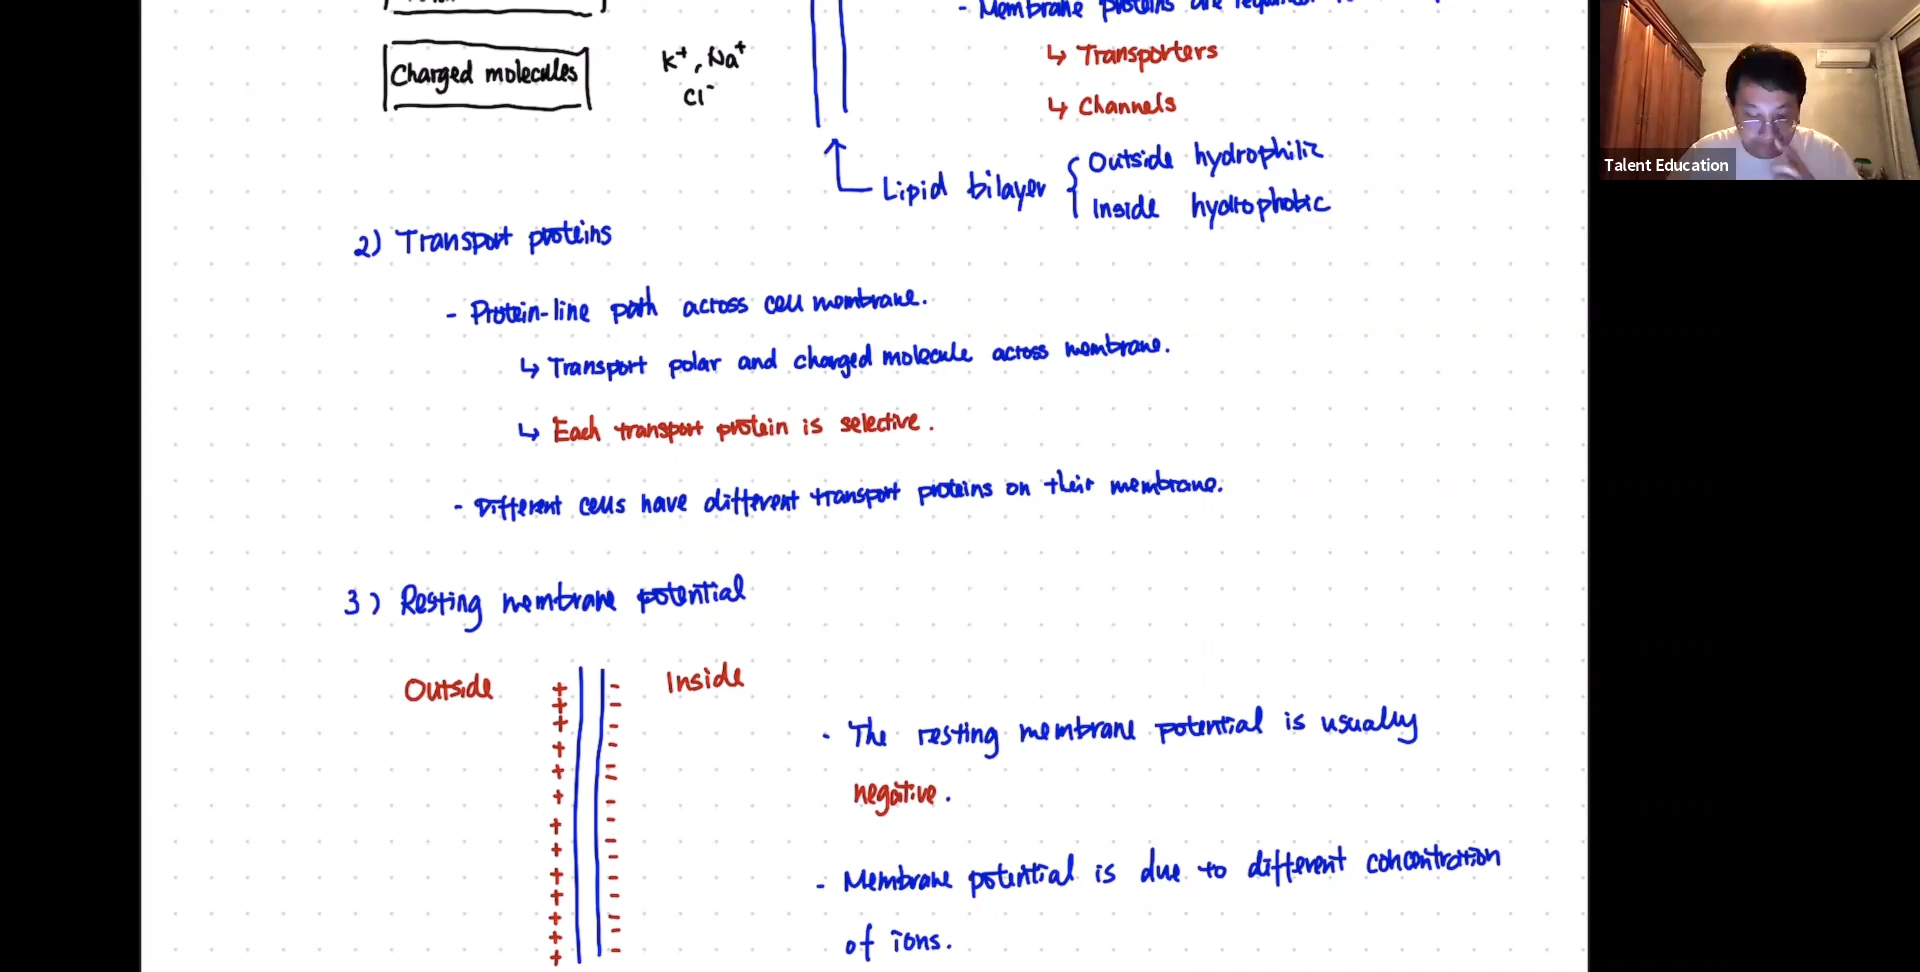 - Membrane proteins are
Charged molecules
K⁺, Na⁺
Cl⁻
↳ Transporters
↳ Channels
Lipid bilayer { Outside hydrophilic
Inside hydrophobic
Talent Education
2) Transport proteins
- Protein-line path across cell membrane.
↳ Transport polar and charged molecule across membrane.
↳ Each transport protein is selective.
- Different cells have different transport proteins on their membrane.
3) Resting membrane potential
Outside
Inside
- The resting membrane potential is usually
negative.
- Membrane potential is due to different concentration
of ions.